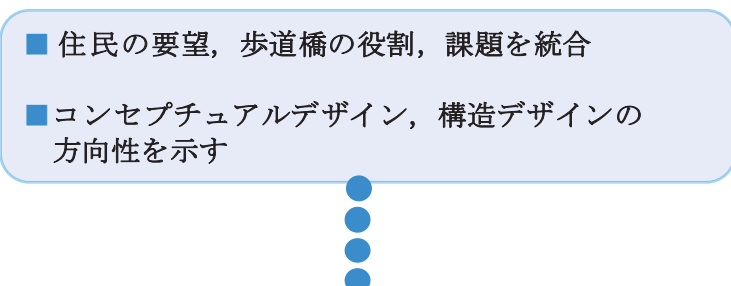 ■ 住民の要望，歩道橋の役割，課題を統合
■コンセプチュアルデザイン，構造デザインの
方向性を示す